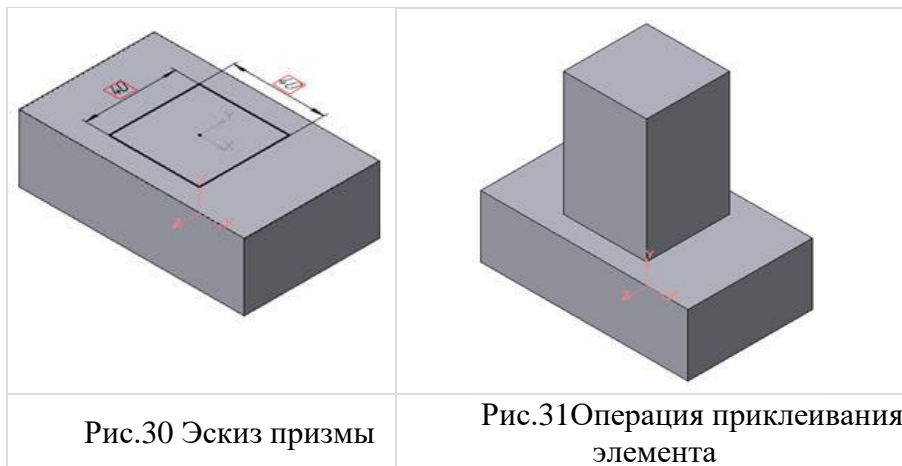 40
40
Рис.30 Эскиз призмы
Рис.31Операция приклеивания
элемента